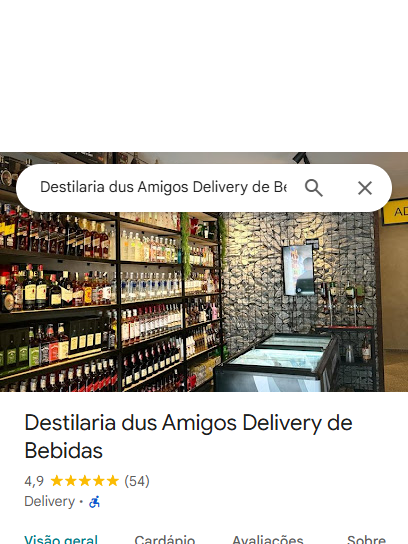 Destilaria dus Amigos Delivery de Be
AD
Destilaria dus Amigos Delivery de
Bebidas
4,9 (54)
Delivery ·
Visão geral Cardápio Avaliações Sobre